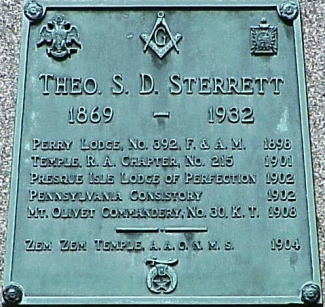 G
THEO. S. D. STERRETT
1869 – 1932
PERRY LODGE, NO. 392, F. & A. M. 1898
TEMPLE, R. A. CHAPTER, NO. 215 1901
PRESQUE ISLE LODGE OF PERFECTION 1902
PENNSYLVANIA CONSISTORY 1902
MT. OLIVET COMMANDERY, NO. 30, K. T. 1908
ZEM ZEM TEMPLE, A. A. O. N. M. S. 1904